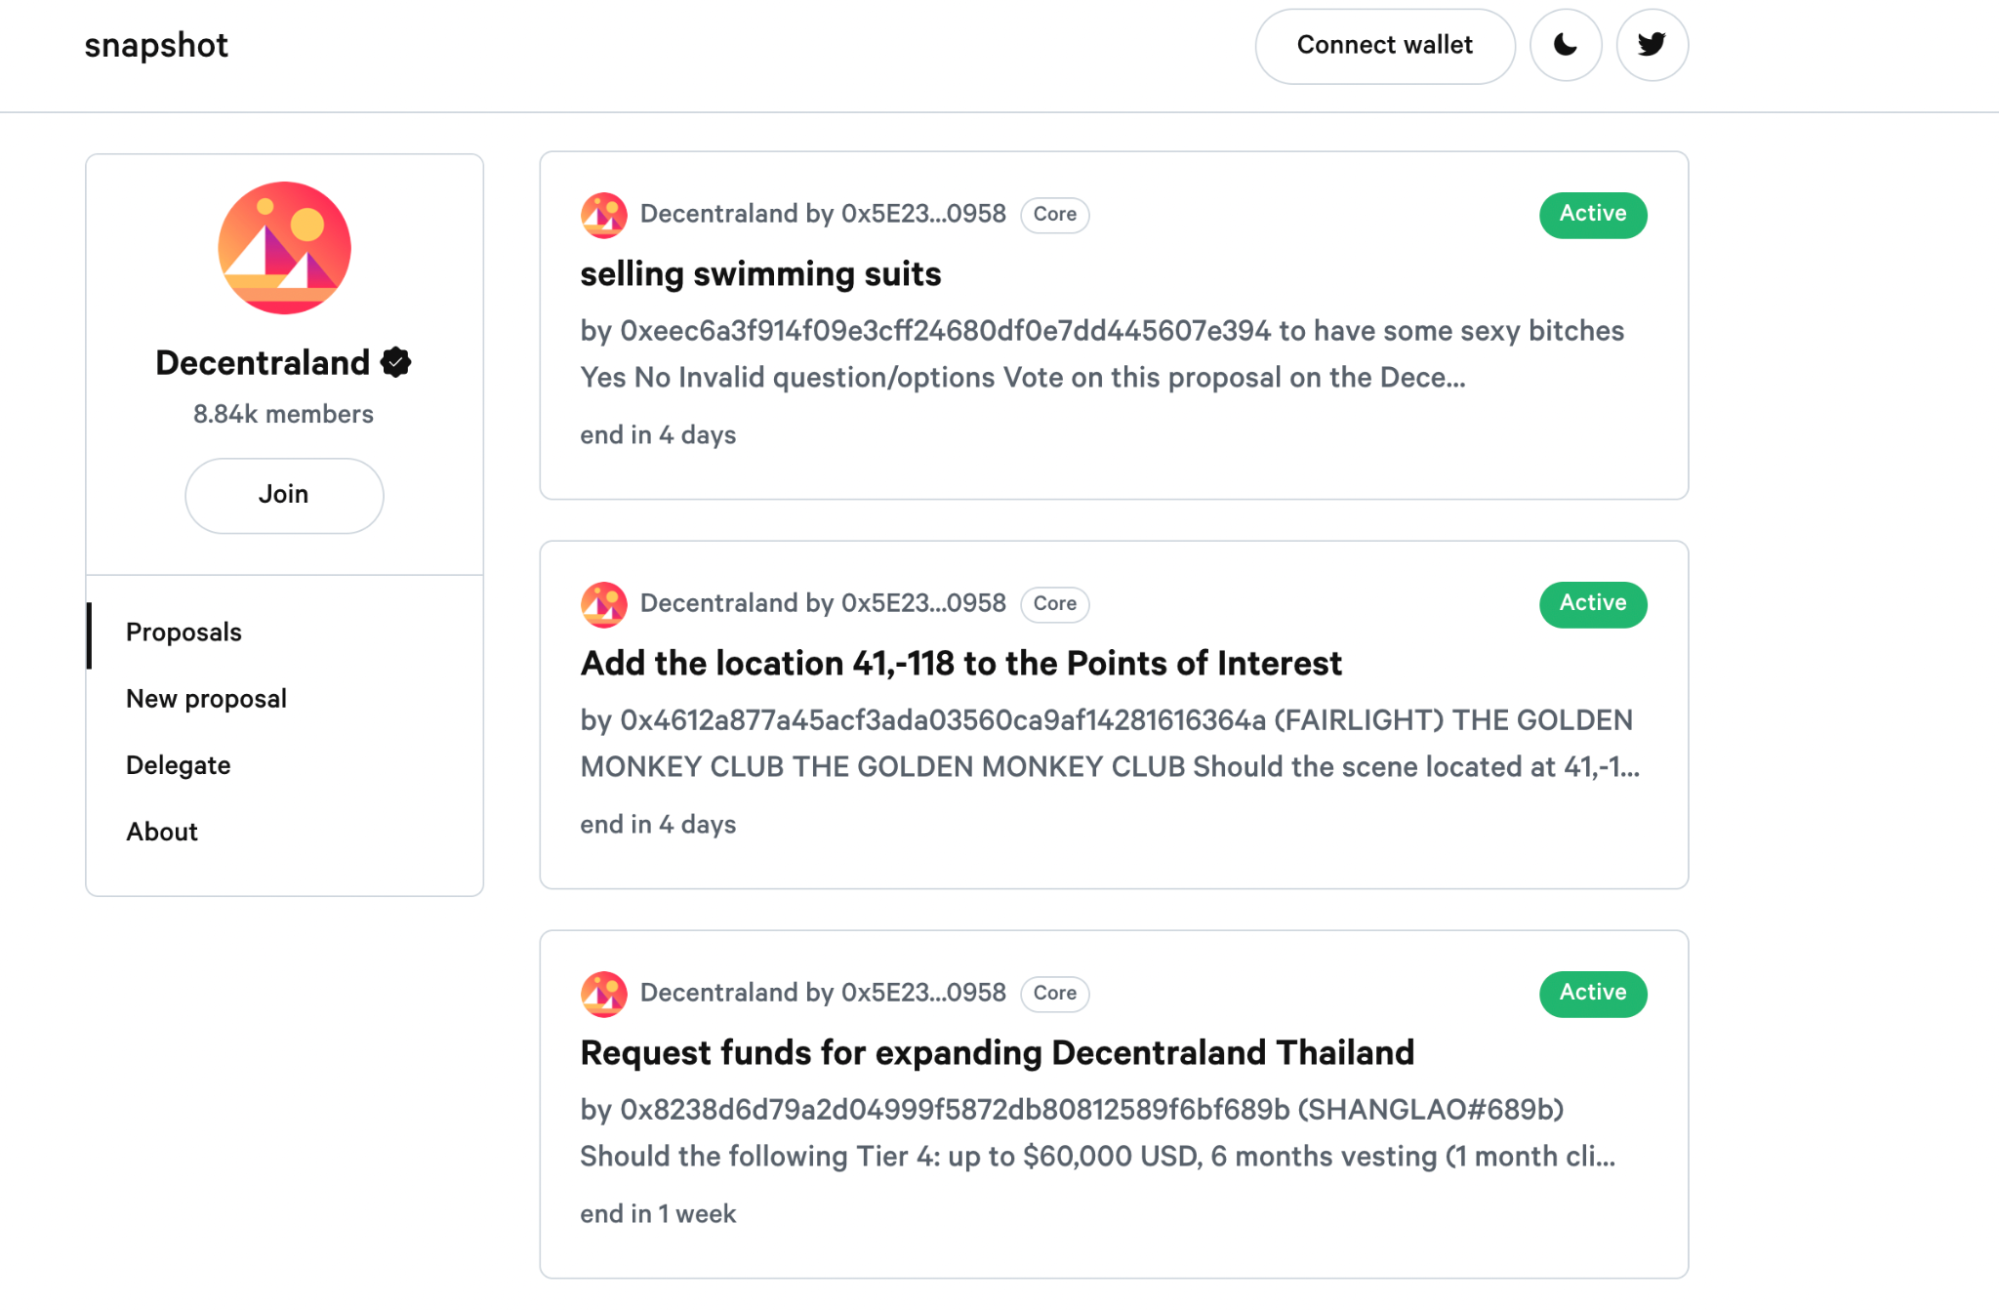 snapshot
Connect wallet
Decentraland
8.84k members
Join
Proposals
New proposal
Delegate
About
Decentraland by 0x5E23...0958 Core Active
selling swimming suits
by 0xeec6a3f914f09e3cff24680df0e7dd445607e394 to have some sexy bitches
Yes No Invalid question/options Vote on this proposal on the Dece...
end in 4 days
Decentraland by 0x5E23...0958 Core Active
Add the location 41,-118 to the Points of Interest
by 0x4612a877a45acf3ada03560ca9af14281616364a (FAIRLIGHT) THE GOLDEN
MONKEY CLUB THE GOLDEN MONKEY CLUB Should the scene located at 41,-1...
end in 4 days
Decentraland by 0x5E23...0958 Core Active
Request funds for expanding Decentraland Thailand
by 0x8238d6d79a2d04999f5872db80812589f6bf689b (SHANGLAO#689b)
Should the following Tier 4: up to $60,000 USD, 6 months vesting (1 month cli...
end in 1 week